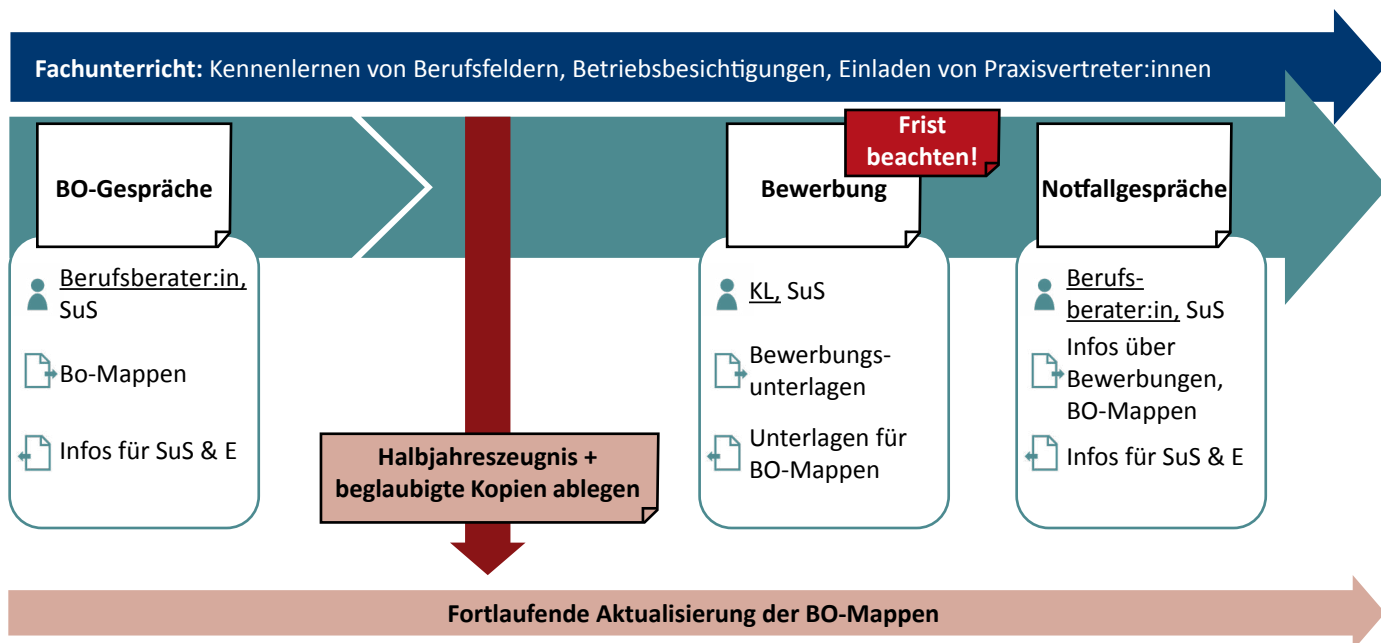 Fachunterricht: Kennenlernen von Berufsfeldern, Betriebsbesichtigungen, Einladen von Praxisvertreter:innen
BO-Gespräche
Berufsberater:in,
SuS
Bo-Mappen
Infos für SuS & E
Halbjahreszeugnis +
beglaubigte Kopien ablegen
Frist
beachten!
Bewerbung
KL, SuS
Bewerbungs-
unterlagen
Unterlagen für
BO-Mappen
Notfallgespräche
Berufs-
berater:in, SuS
Infos über
Bewerbungen,
BO-Mappen
Infos für SuS & E
Fortlaufende Aktualisierung der BO-Mappen